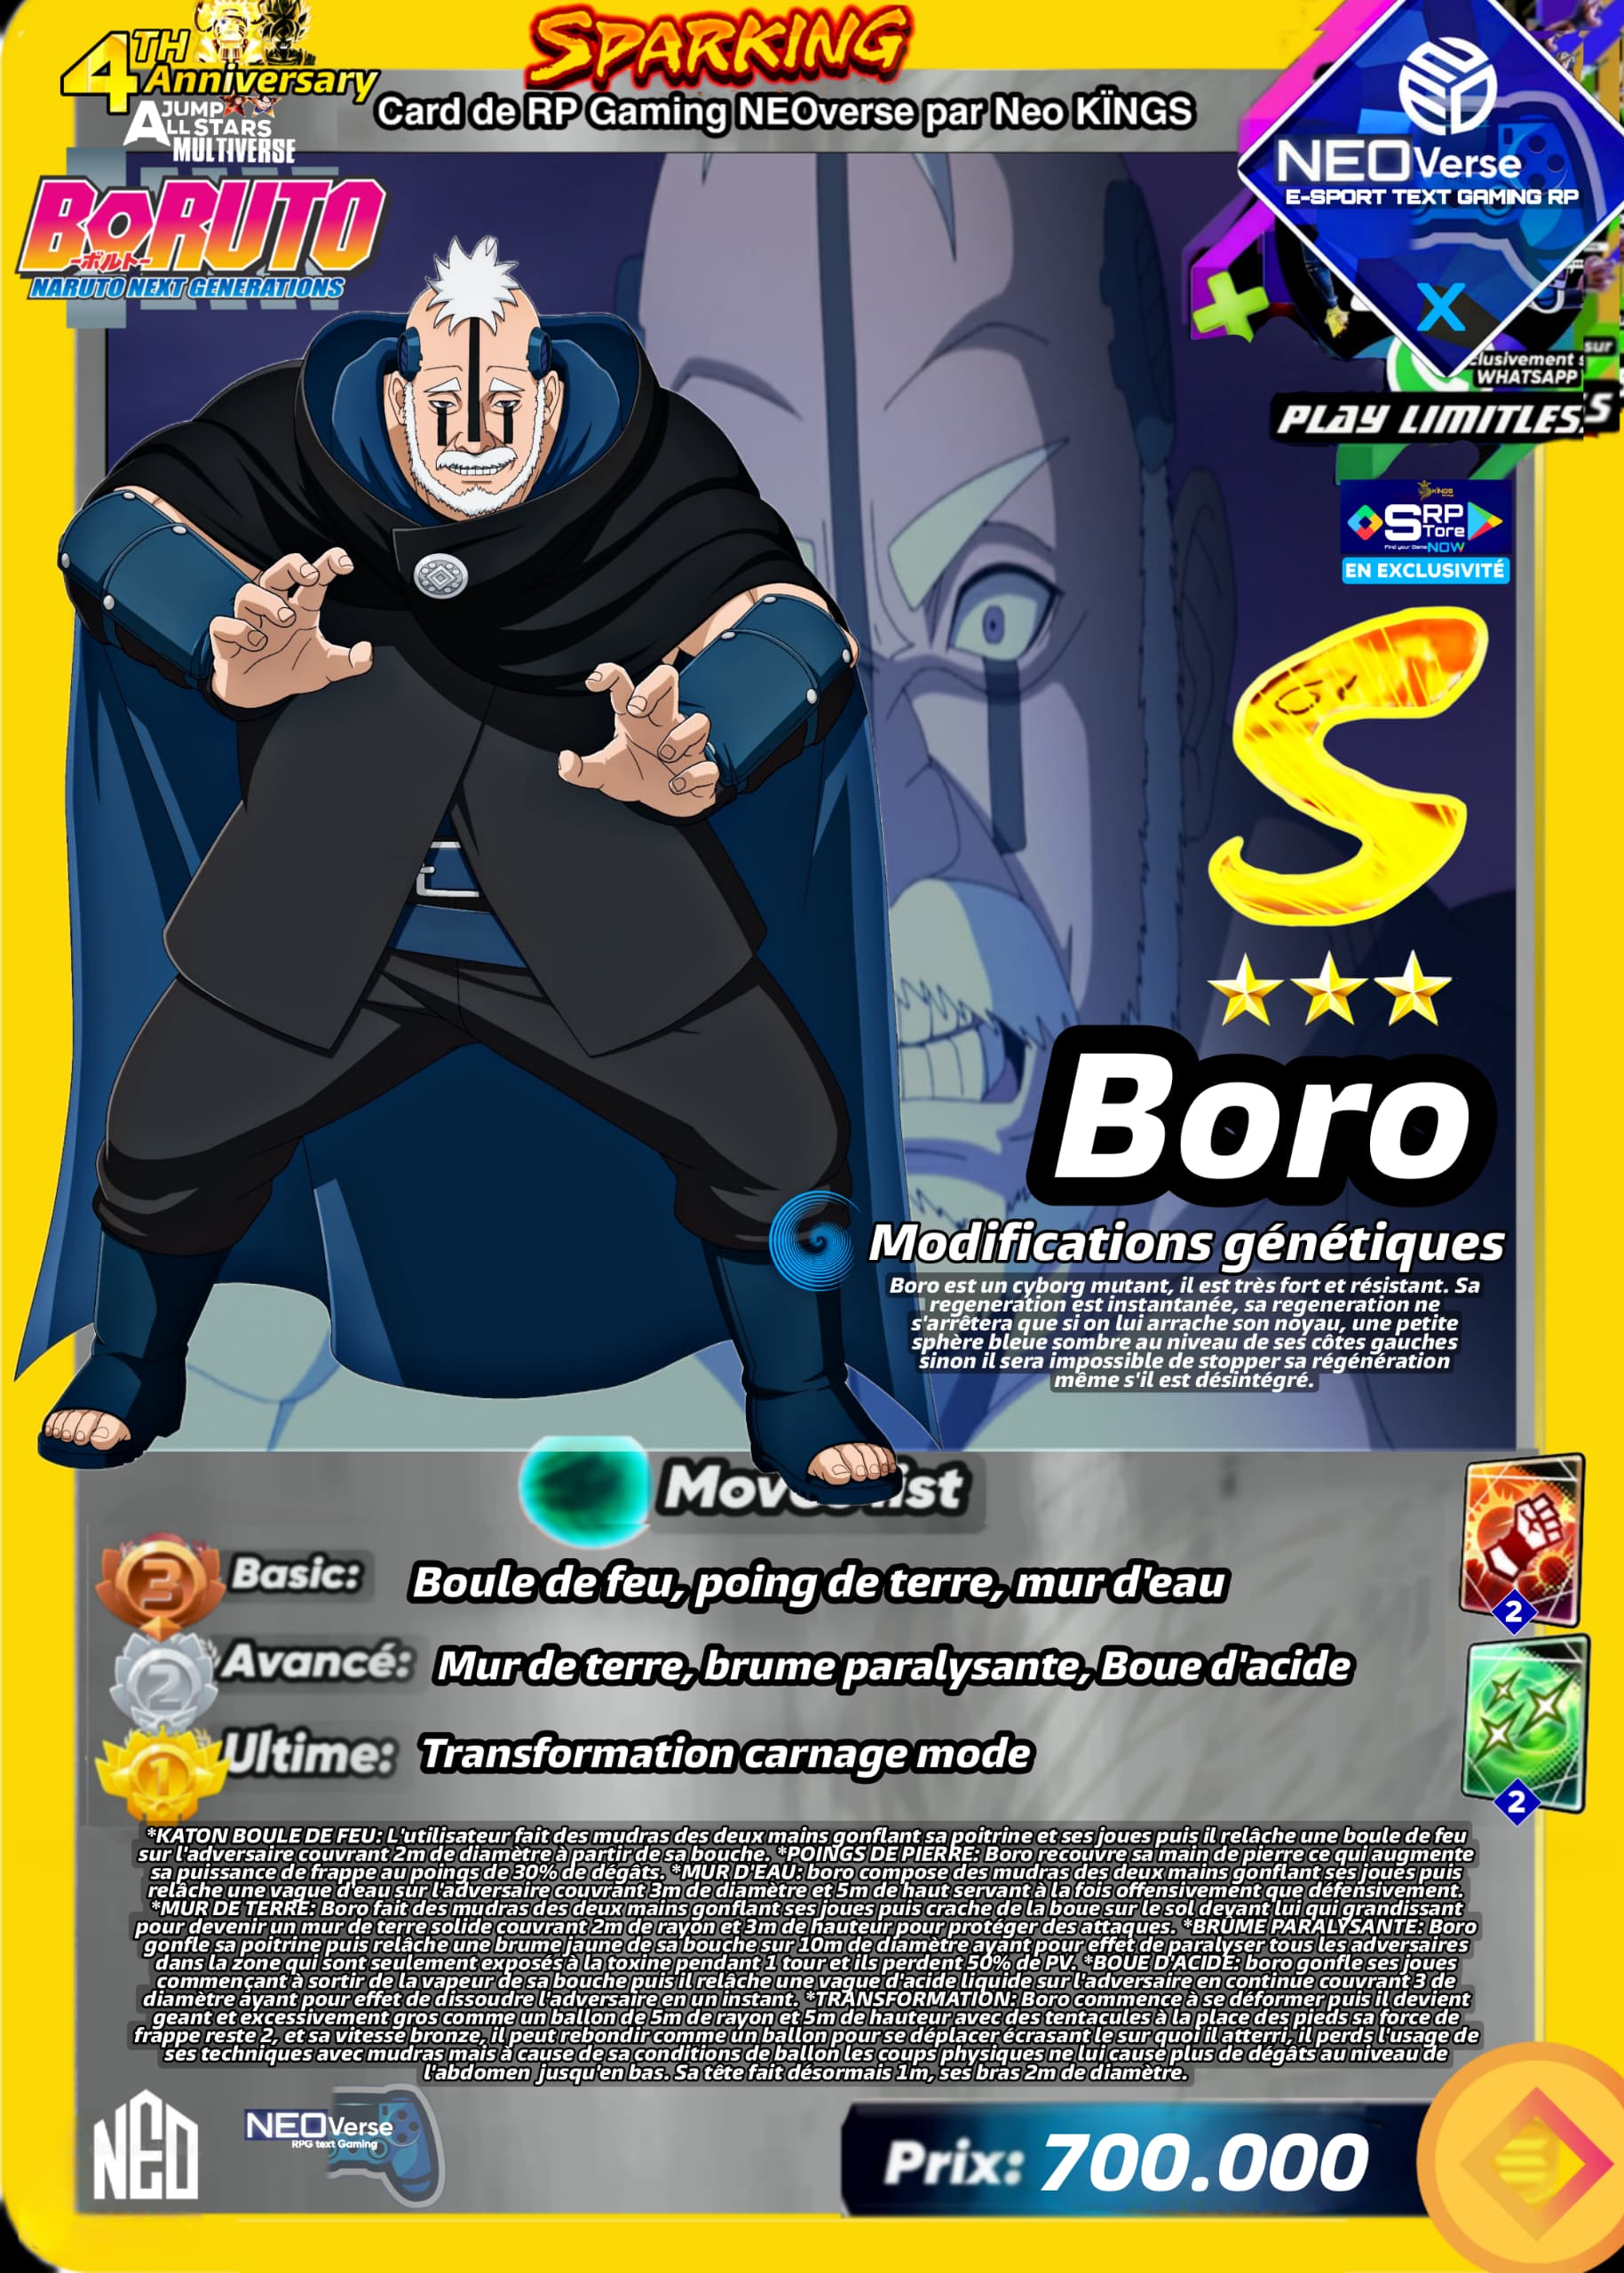 4TH
Anniversary
JUMP
ALL STARS
MULTIVERSE
SPARKING
Card de RP Gaming NEOverse par Neo KÏNGS
NEOVerse
E-SPORT TEXT GAMING RP
X
BORUTO
-ボルト-
NARUTO NEXT GENERATIONS
clusivement s
sur
WHATSAPP
PLAY LIMITLESS
KINGS
SRP
Tore
Find your Game NOW
EN EXCLUSIVITÉ
S
Boro
Modifications génétiques
Boro est un cyborg mutant, il est très fort et résistant. Sa
regeneration est instantanée, sa regeneration ne
s'arrêtera que si on lui arrache son noyau, une petite
sphère bleue sombre au niveau de ses côtes gauches
sinon il sera impossible de stopper sa régénération
même s'il est désintégré.
3 Basic: Boule de feu, poing de terre, mur d'eau
2
2 Avancé: Mur de terre, brume paralysante, Boue d'acide
1 Ultime: Transformation carnage mode
2
*KATON BOULE DE FEU: L'utilisateur fait des mudras des deux mains gonflant sa poitrine et ses joues puis il relâche une boule de feu
sur l'adversaire couvrant 2m de diamètre à partir de sa bouche. *POINGS DE PIERRE: Boro recouvre sa main de pierre ce qui augmente
sa puissance de frappe au poings de 30% de dégâts. *MUR D'EAU: boro compose des mudras des deux mains gonflant ses joues puis
relâche une vague d'eau sur l'adversaire couvrant 3m de diamètre et 5m de haut servant à la fois offensivement que défensivement.
*MUR DE TERRE: Boro fait des mudras des deux mains gonflant ses joues puis crache de la boue sur le sol devant lui qui grandissant
pour devenir un mur de terre solide couvrant 2m de rayon et 3m de hauteur pour protéger des attaques. *BRUME PARALYSANTE: Boro
gonfle sa poitrine puis relâche une brume jaune de sa bouche sur 10m de diamètre ayant pour effet de paralyser tous les adversaires
dans la zone qui sont seulement exposés à la toxine pendant 1 tour et ils perdent 50% de PV. *BOUE D'ACIDE: boro gonfle ses joues
commençant à sortir de la vapeur de sa bouche puis il relâche une vague d'acide liquide sur l'adversaire en continue couvrant 3 de
diamètre ayant pour effet de dissoudre l'adversaire en un instant. *TRANSFORMATION: Boro commence à se déformer puis il devient
geant et excessivement gros comme un ballon de 5m de rayon et 5m de hauteur avec des tentacules à la place des pieds sa force de
frappe reste 2, et sa vitesse bronze, il peut rebondir comme un ballon pour se déplacer écrasant le sur quoi il atterri, il perds l'usage de
ses techniques avec mudras mais à cause de sa conditions de ballon les coups physiques ne lui cause plus de dégâts au niveau de
l'abdomen jusqu'en bas. Sa tête fait désormais 1m, ses bras 2m de diamètre.
NEO
NEOVerse
RPG text Gaming
Prix: 700.000